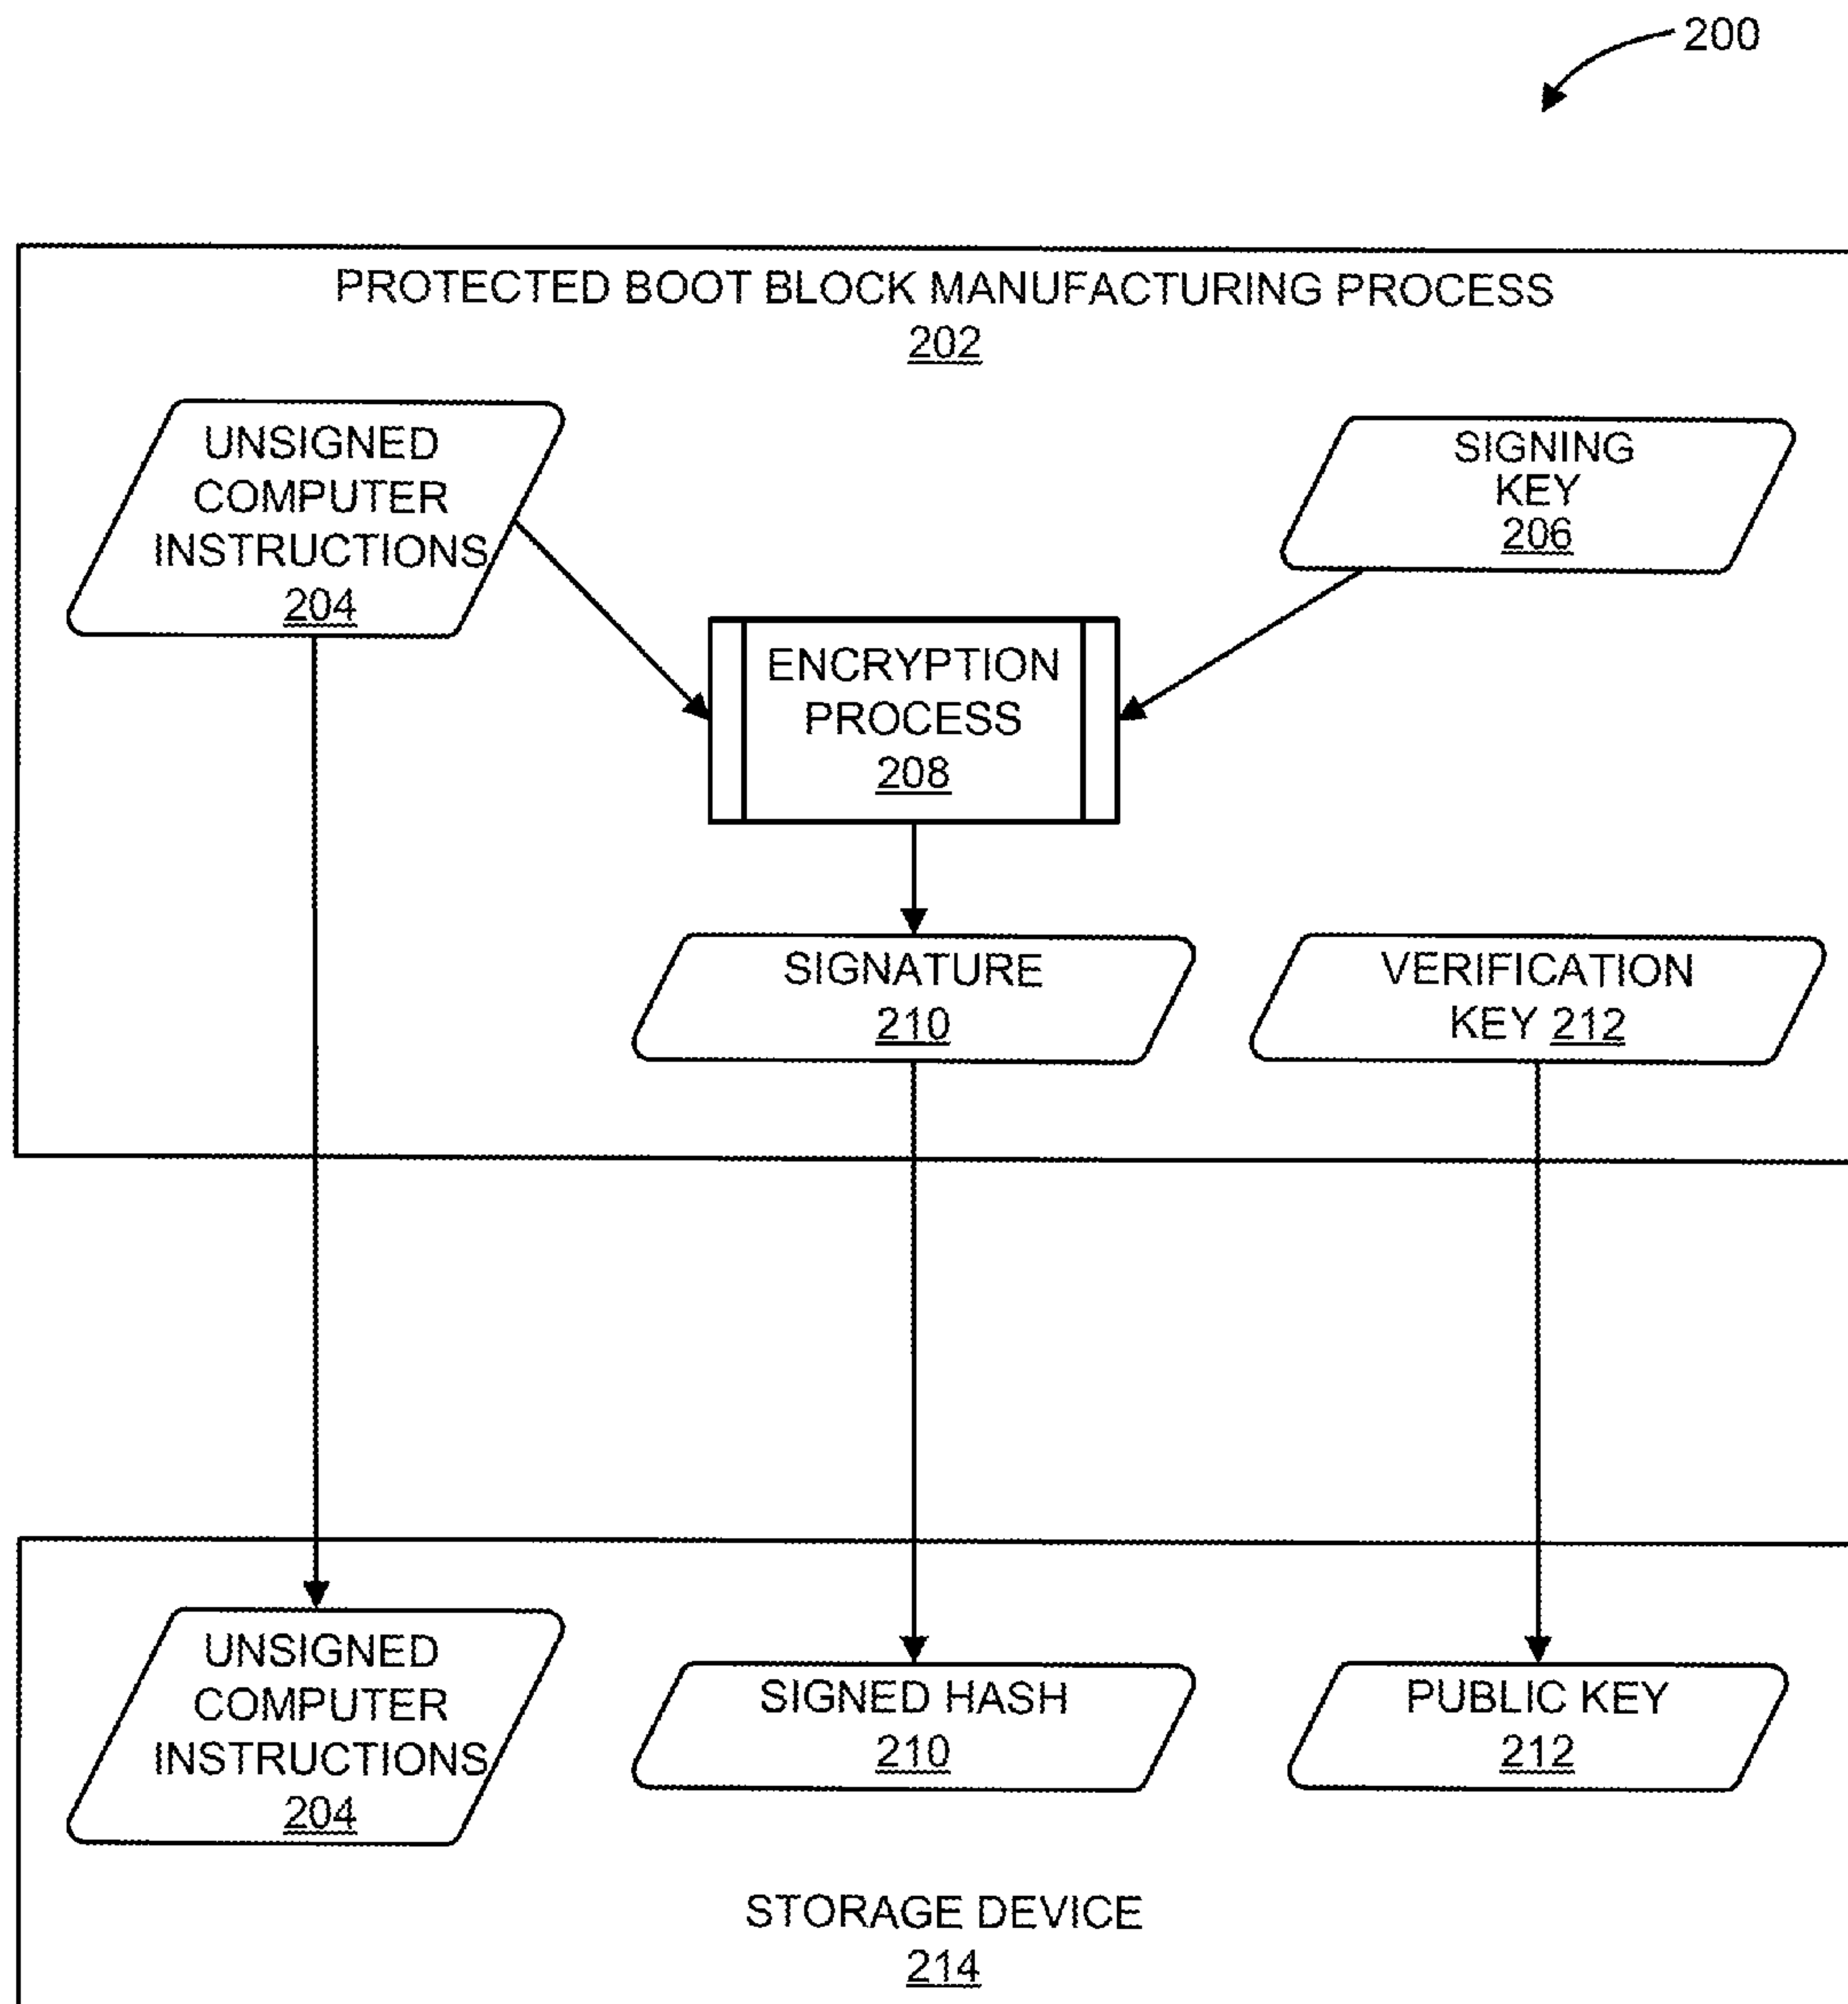 200
PROTECTED BOOT BLOCK MANUFACTURING PROCESS
202
UNSIGNED
COMPUTER
INSTRUCTIONS
204
SIGNING
KEY
206
ENCRYPTION
PROCESS
208
SIGNATURE
210
VERIFICATION
KEY 212
UNSIGNED
COMPUTER
INSTRUCTIONS
204
SIGNED HASH
210
PUBLIC KEY
212
STORAGE DEVICE
214